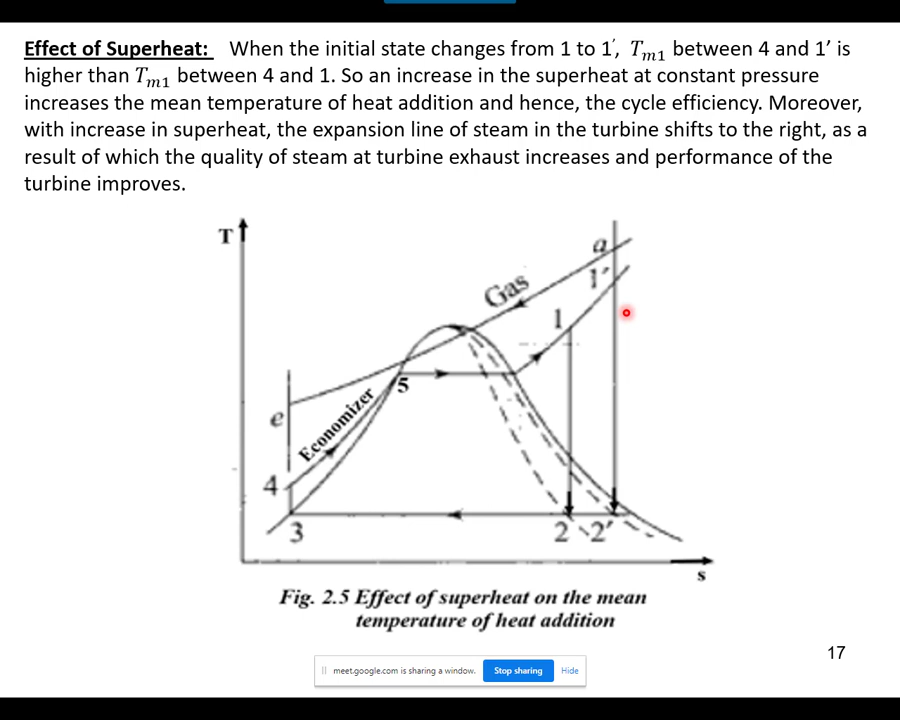 Effect of Superheat: When the initial state changes from 1 to 1′, Tm1 between 4 and 1′ is
higher than Tm1 between 4 and 1. So an increase in the superheat at constant pressure
increases the mean temperature of heat addition and hence, the cycle efficiency. Moreover,
with increase in superheat, the expansion line of steam in the turbine shifts to the right, as a
result of which the quality of steam at turbine exhaust increases and performance of the
turbine improves.
T
a
1′
Gas
1
5
e
Economizer
4
3
2
2′
s
Fig. 2.5 Effect of superheat on the mean
temperature of heat addition
17
meet.google.com is sharing a window.
Stop sharing
Hide